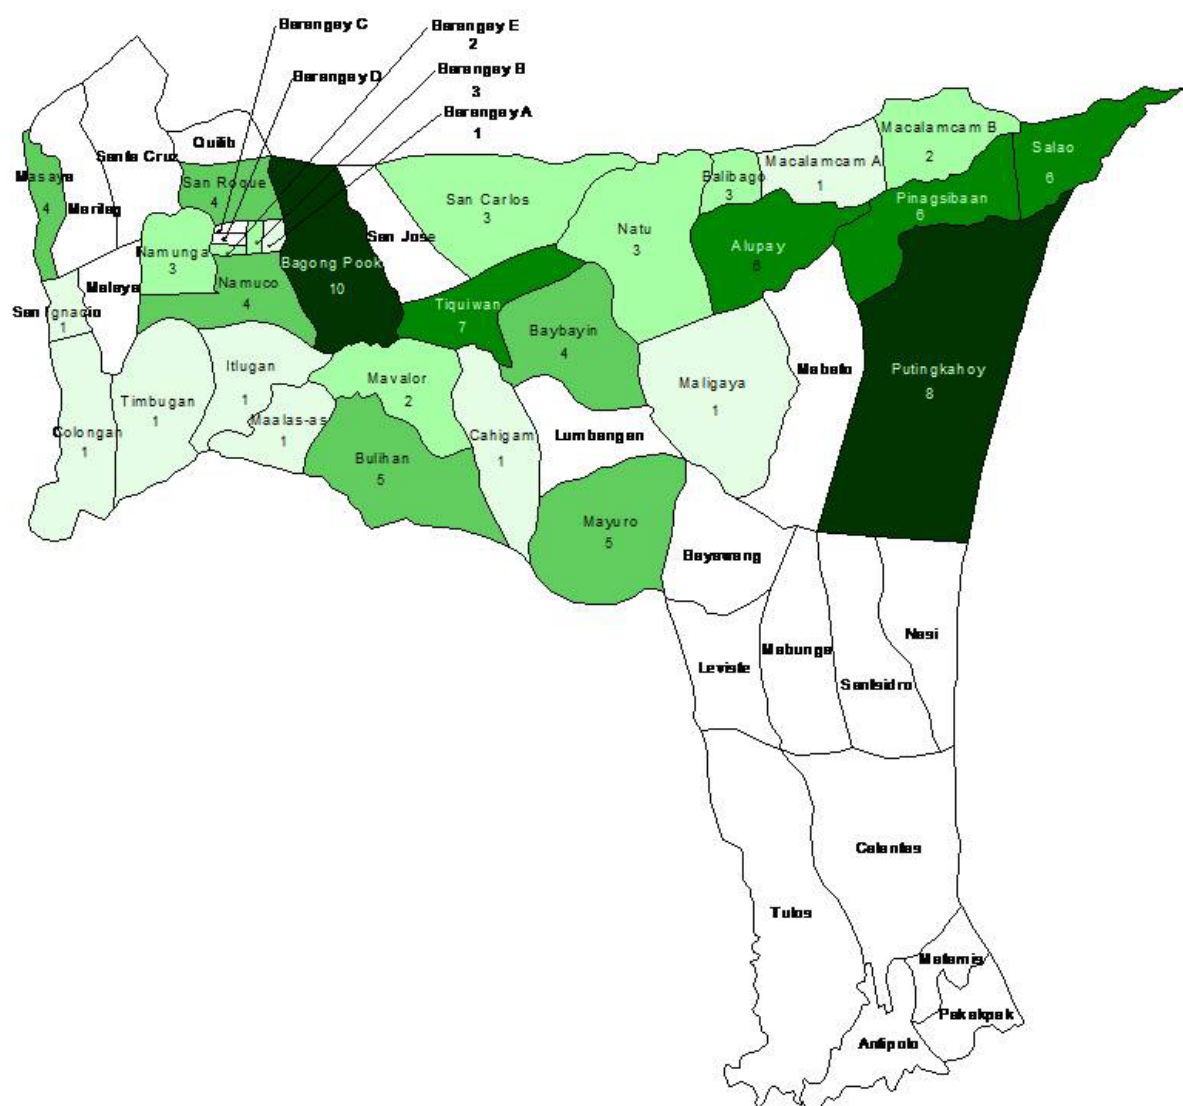 Barangay C
Barangay E
2
Barangay D
Barangay B
3
Barangay A
1
Quilib
Santa Cruz
Masaya
4
Marilag
San Roque
4
Namunga
3
Malaya
Namuco
4
San Ignacio
1
Colongan
1
Timbugan
1
Itlugan
1
Maalas-as
1
Bagong Pook
10
San Jose
San Carlos
3
Tiquiwan
7
Mavalor
2
Bulihan
5
Cahigam
1
Natu
3
Baybayin
4
Lumbangan
Mayuro
5
Balibago
3
Alupay
6
Macalamcam A
1
Macalamcam B
2
Pinagsibaan
6
Salao
6
Maligaya
1
Mabato
Putingkahoy
8
Bayawang
Leviste
Mabunga
SanIsidro
Nasi
Tulos
Calantas
Matamis
Pakakpak
Antipolo